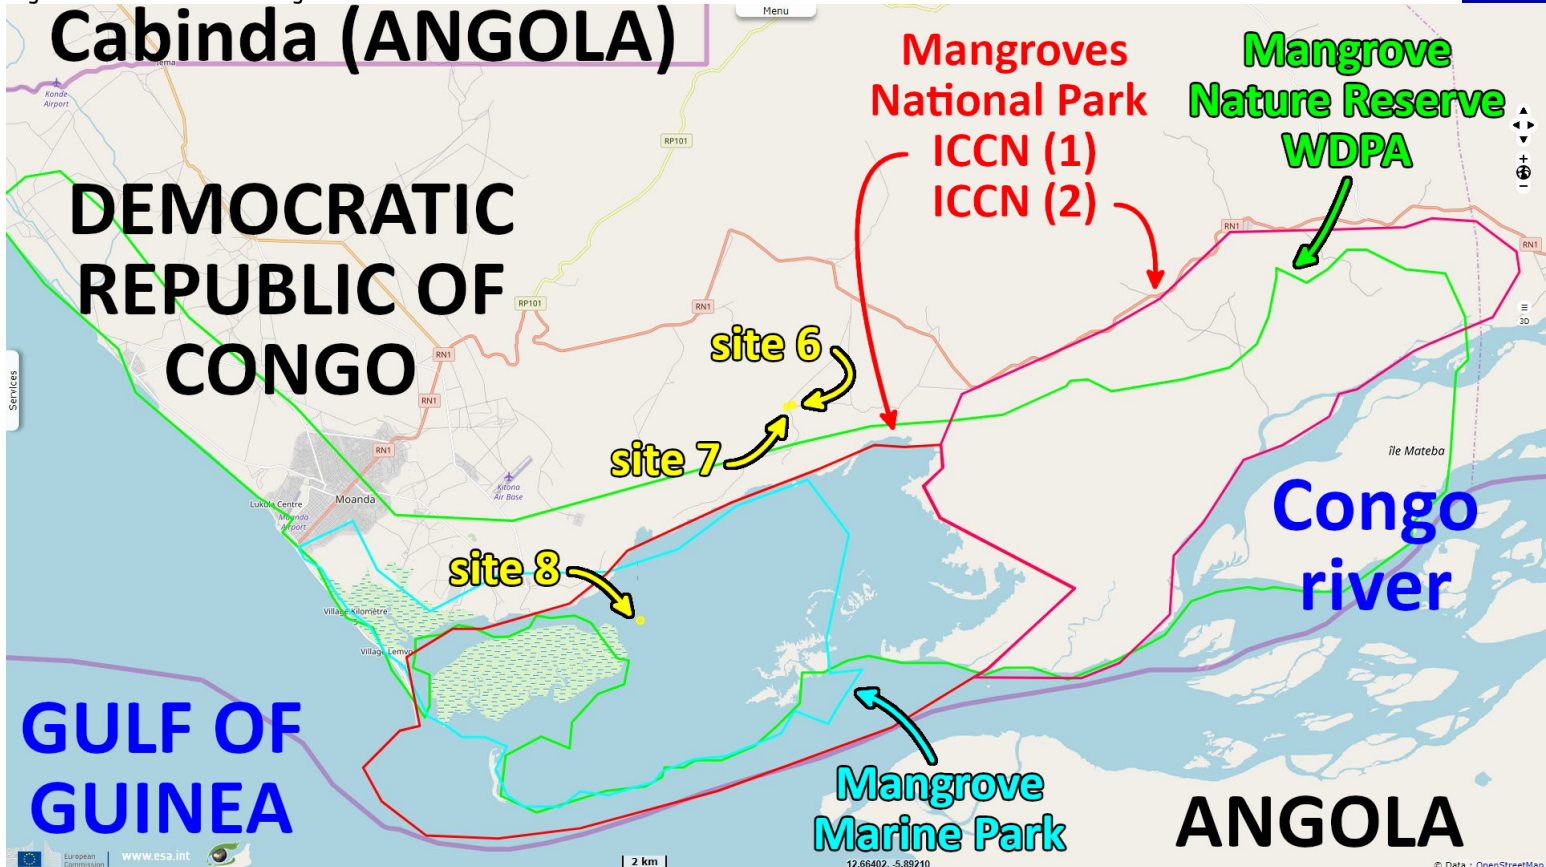 Menu
Cabinda (ANGOLA)
Tema
Konde
Airport
DEMOCRATIC
REPUBLIC OF
CONGO
Mangroves
National Park
ICCN (1)
ICCN (2)
Mangrove
Nature Reserve
WDPA
RP101
RP101
RN1
RN1
RN1
RN1
RN1
RN1
3D
Services
site 6
site 7
site 8
Kitona
Air Base
Lukula Centre
Moanda
Muanda
Airport
Village Kilomètre
Village Lemvo
île Mateba
Congo
river
GULF OF
GUINEA
Mangrove
Marine Park
ANGOLA
European
Commission
www.esa.int
2 km
12.66402, -5.89210
© Data : OpenStreetMap